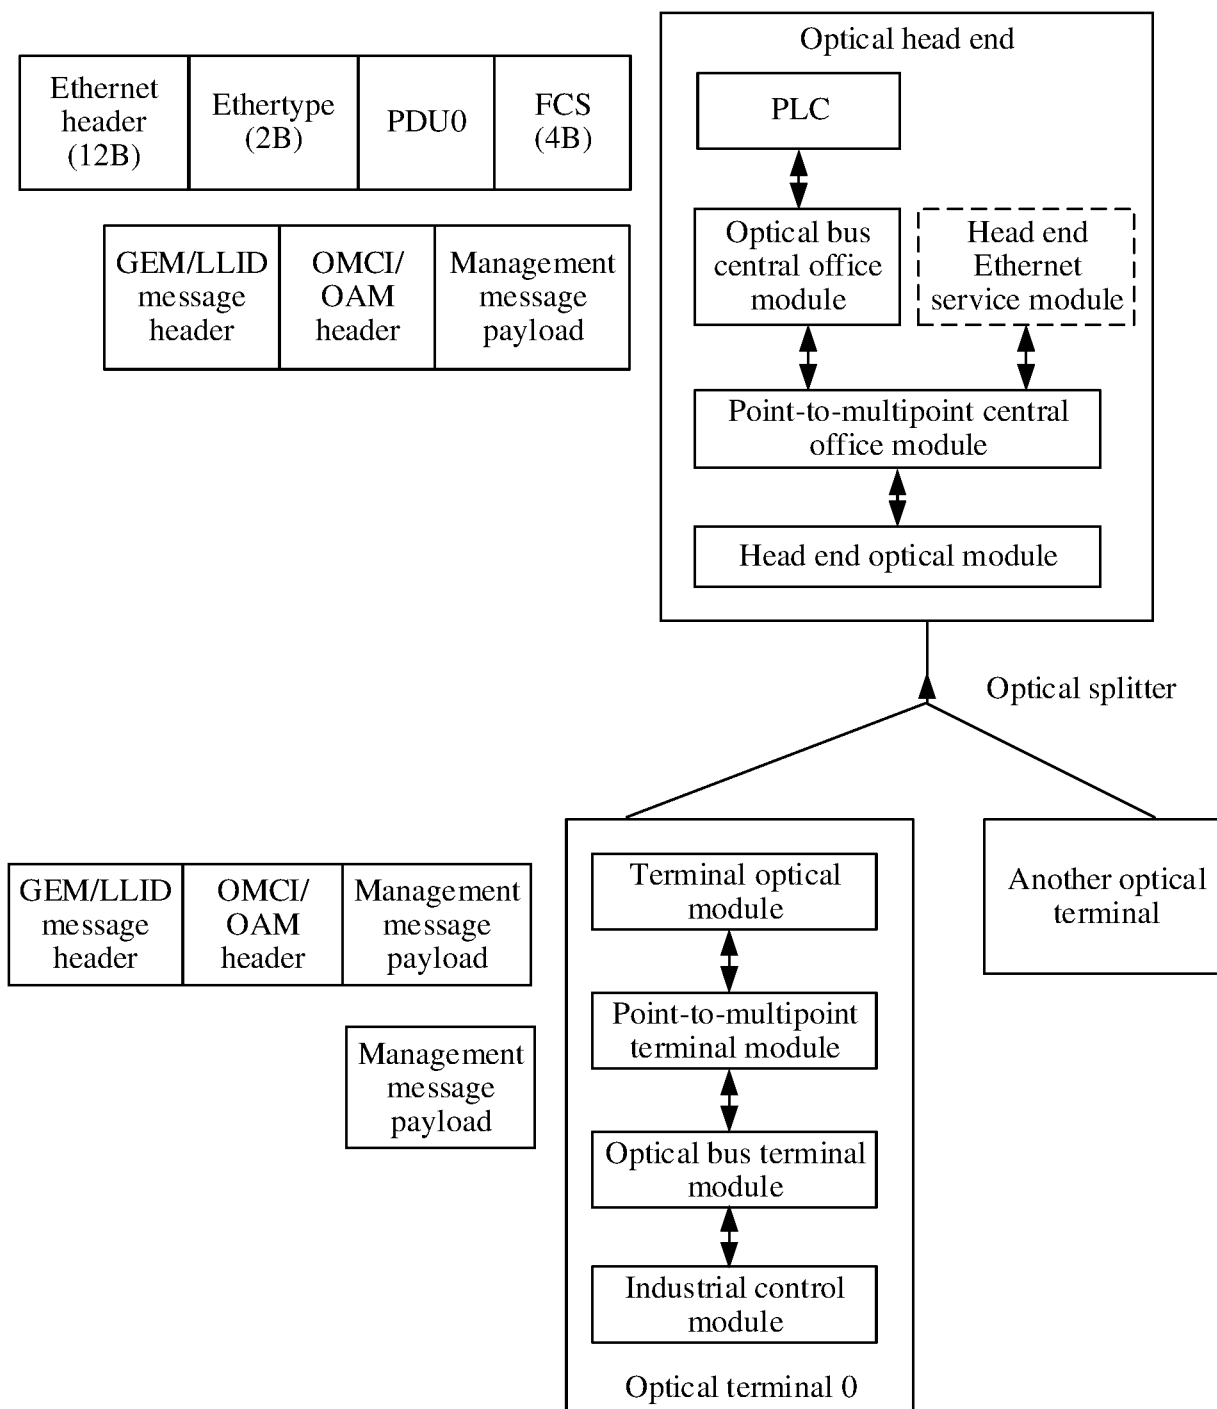 Optical head end
Ethernet
header
(12B)
Ethertype
(2B)
PDU0
FCS
(4B)
PLC
GEM/LLID
message
header
OMCI/
OAM
header
Management
message
payload
Optical bus
central office
module
Head end
Ethernet
service module
Point-to-multipoint central
office module
Head end optical module
Optical splitter
GEM/LLID
message
header
OMCI/
OAM
header
Management
message
payload
Terminal optical
module
Another optical
terminal
Point-to-multipoint
terminal module
Management
message
payload
Optical bus terminal
module
Industrial control
module
Optical terminal 0